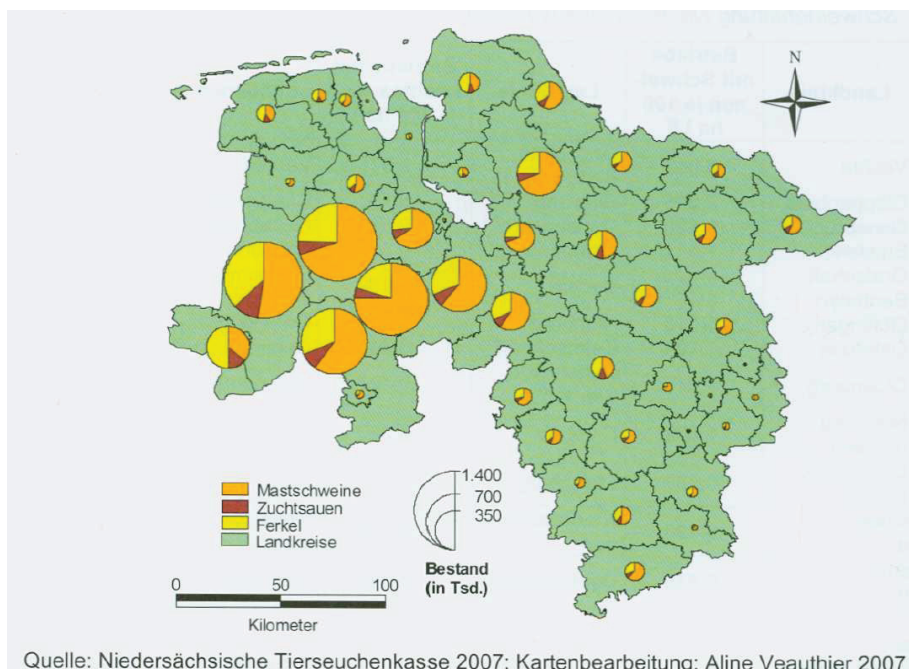 N
Mastschweine
Zuchtsauen
Ferkel
Landkreise
1.400
700
350
Bestand
(in Tsd.)
0 50 100
Kilometer
Quelle: Niedersächsische Tierseuchenkasse 2007; Kartenbearbeitung: Aline Veauthier 2007